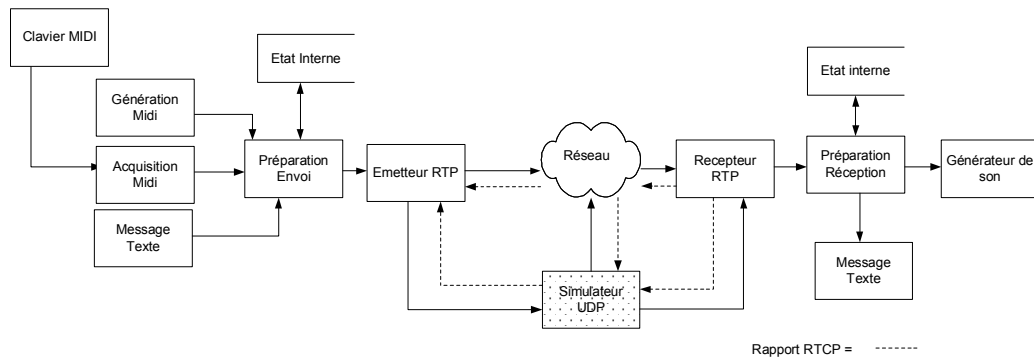 Clavier MIDI
Etat Interne
Etat interne
Génération
Midi
Acquisition
Midi
Message
Texte
Préparation
Envoi
Emetteur RTP
Réseau
Recepteur
RTP
Préparation
Réception
Générateur de
son
Simulateur
UDP
Message
Texte
Rapport RTCP =